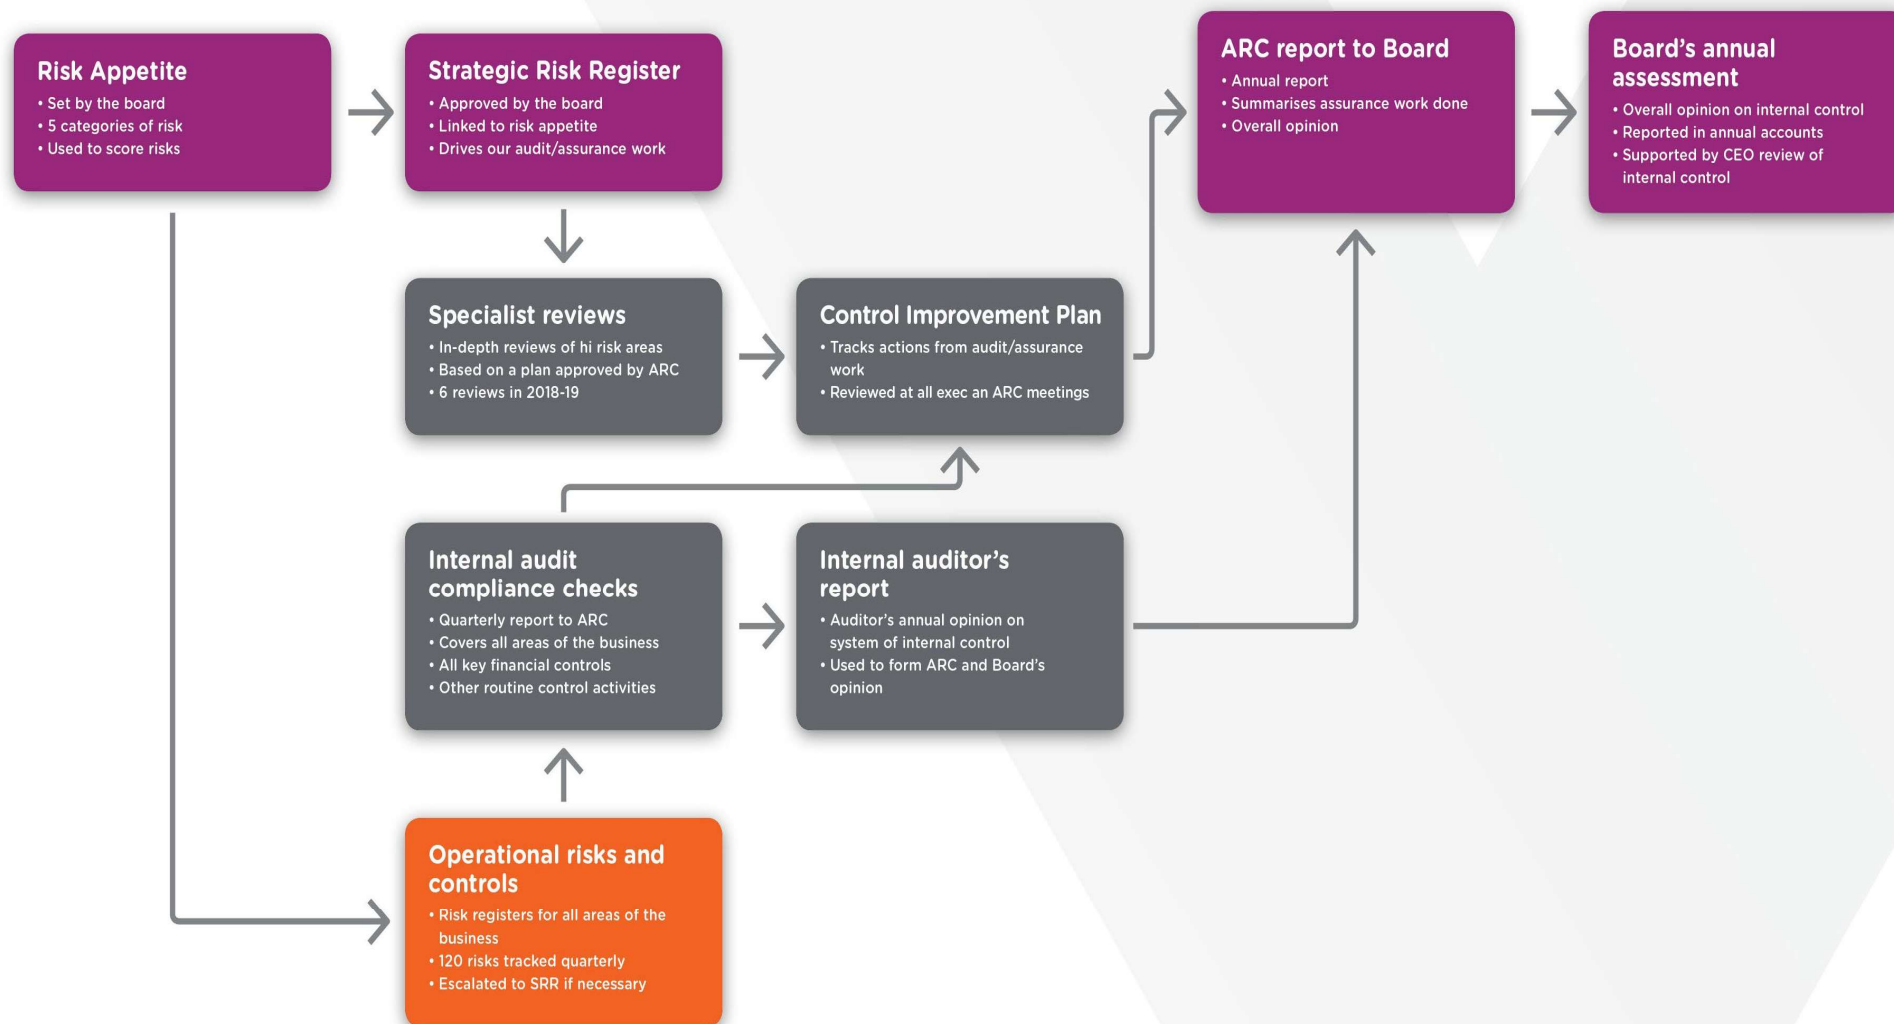 Risk Appetite
• Set by the board
• 5 categories of risk
• Used to score risks
Strategic Risk Register
• Approved by the board
• Linked to risk appetite
• Drives our audit/assurance work
ARC report to Board
• Annual report
• Summarises assurance work done
• Overall opinion
Board's annual
assessment
• Overall opinion on internal control
• Reported in annual accounts
• Supported by CEO review of
internal control
Specialist reviews
• In-depth reviews of hi risk areas
• Based on a plan approved by ARC
• 6 reviews in 2018-19
Control Improvement Plan
• Tracks actions from audit/assurance
work
• Reviewed at all exec an ARC meetings
Internal audit
compliance checks
• Quarterly report to ARC
• Covers all areas of the business
• All key financial controls
• Other routine control activities
Internal auditor's
report
• Auditor's annual opinion on
system of internal control
• Used to form ARC and Board's
opinion
Operational risks and
controls
• Risk registers for all areas of the
business
• 120 risks tracked quarterly
• Escalated to SRR if necessary